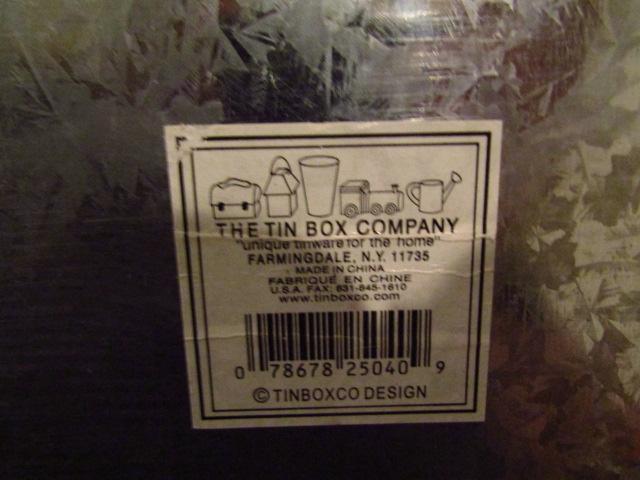 THE TIN BOX COMPANY
"unique tinware for the home"
FARMINGDALE, N.Y. 11735
MADE IN CHINA
FABRIQUÉ EN CHINE
U.S.A. FAX: 631-845-1610
www.tinboxco.com
0 78678 25040 9
© TINBOXCO DESIGN